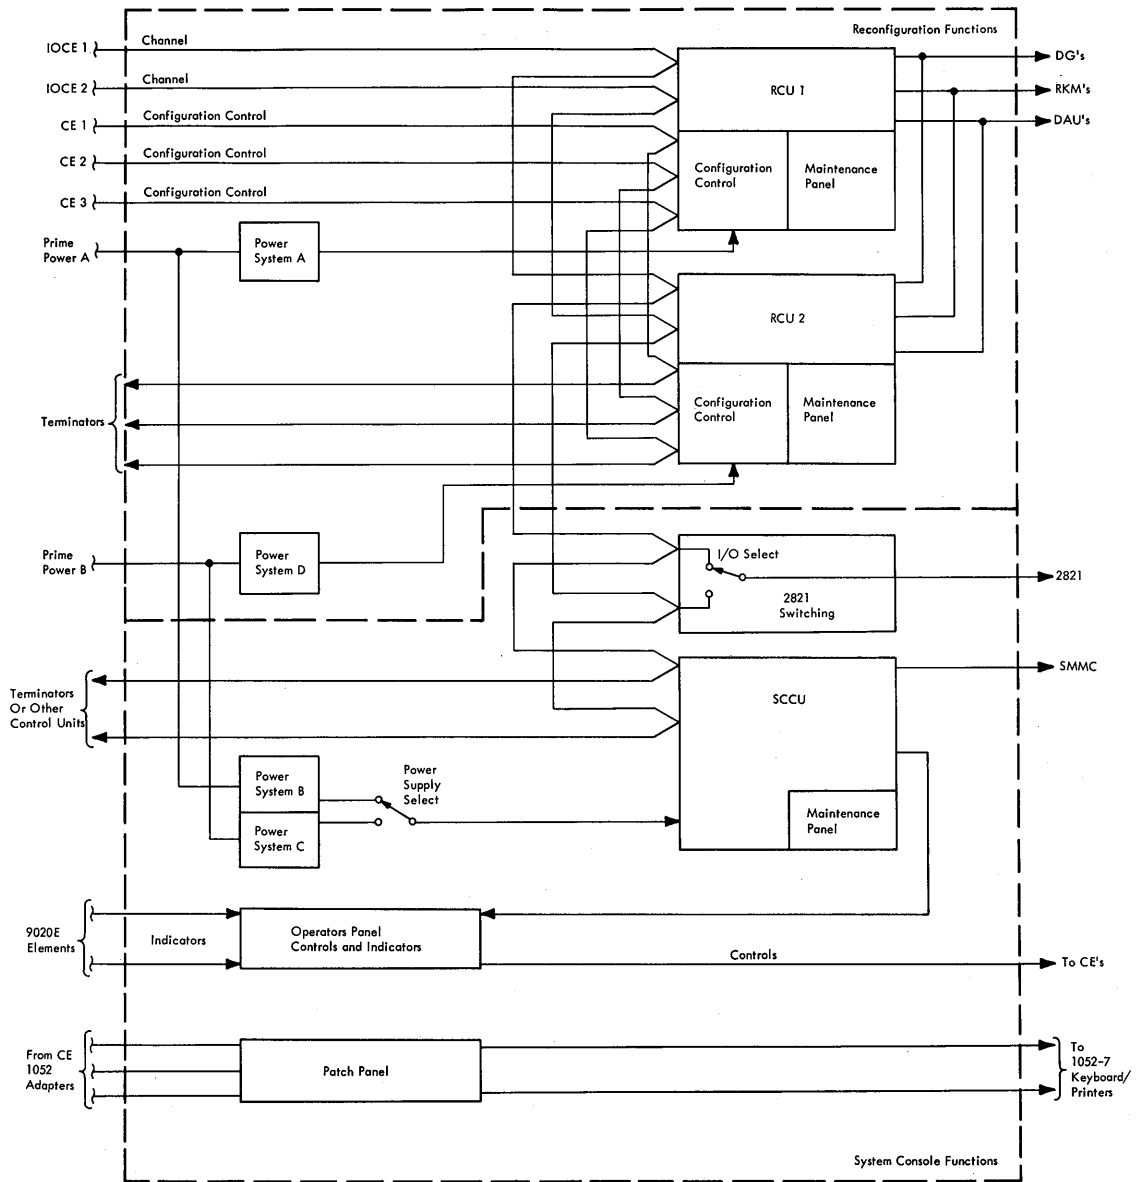 Reconfiguration Functions
IOCE 1
Channel
IOCE 2
Channel
CE 1
Configuration Control
CE 2
Configuration Control
CE 3
Configuration Control
RCU 1
Configuration
Control
Maintenance
Panel
DG's
RKM's
DAU's
Prime
Power A
Power
System A
RCU 2
Configuration
Control
Maintenance
Panel
Terminators
Prime
Power B
Power
System D
I/O Select
2821
Switching
2821
Terminators
Or Other
Control Units
SCCU
Maintenance
Panel
SMMC
Power
System B
Power
System C
Power
Supply
Select
9020E
Elements
Indicators
Operators Panel
Controls and Indicators
Controls
To CE's
From CE
1052
Adapters
Patch Panel
To
1052-7
Keyboard/
Printers
System Console Functions